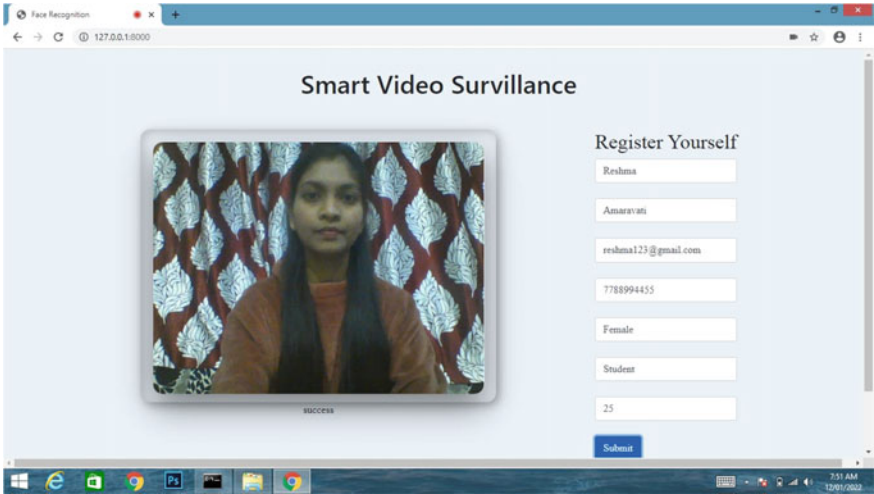 Face Recognition
127.0.0.1:8000
Smart Video Survillance
Register Yourself
Reshma
Amaravati
reshma123@gmail.com
7788994455
Female
Student
25
success
Submit
Ps
7:51 AM
12/01/2022